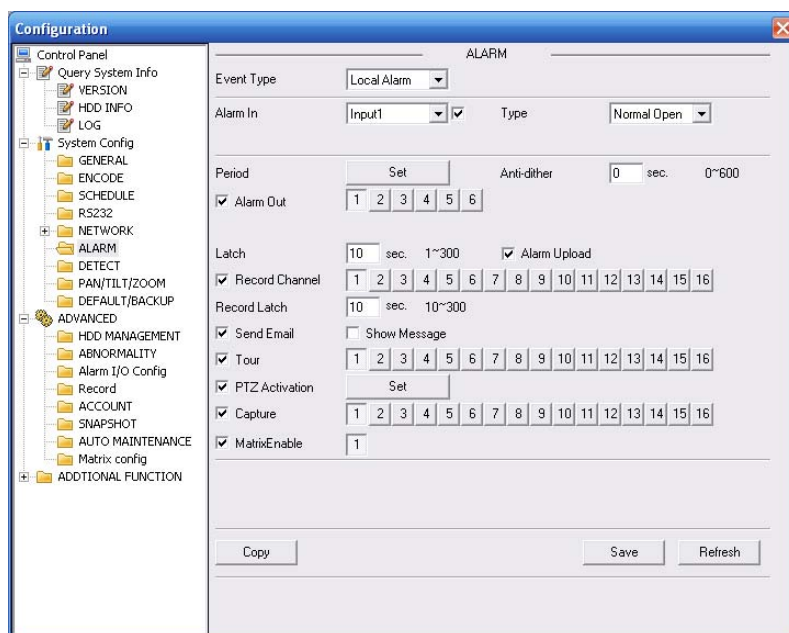 Configuration
Control Panel
Query System Info
VERSION
HDD INFO
LOG
System Config
GENERAL
ENCODE
SCHEDULE
RS232
NETWORK
ALARM
DETECT
PAN/TILT/ZOOM
DEFAULT/BACKUP
ADVANCED
HDD MANAGEMENT
ABNORMALITY
Alarm I/O Config
Record
ACCOUNT
SNAPSHOT
AUTO MAINTENANCE
Matrix config
ADDTIONAL FUNCTION
ALARM
Event Type Local Alarm
Alarm In Input1 Type Normal Open
Period Set Anti-dither 0 sec. 0~600
Alarm Out 1 2 3 4 5 6
Latch 10 sec. 1~300 Alarm Upload
Record Channel 1 2 3 4 5 6 7 8 9 10 11 12 13 14 15 16
Record Latch 10 sec. 10~300
Send Email Show Message
Tour 1 2 3 4 5 6 7 8 9 10 11 12 13 14 15 16
PTZ Activation Set
Capture 1 2 3 4 5 6 7 8 9 10 11 12 13 14 15 16
MatrixEnable 1
Copy Save Refresh